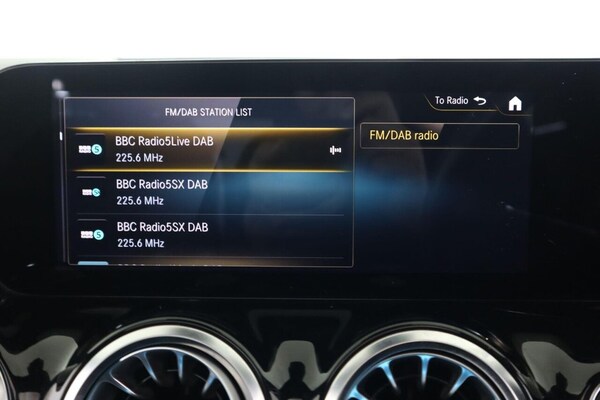 To Radio
FM/DAB STATION LIST
FM/DAB radio
BBC Radio5Live DAB
225.6 MHz
BBC Radio5SX DAB
225.6 MHz
BBC Radio5SX DAB
225.6 MHz